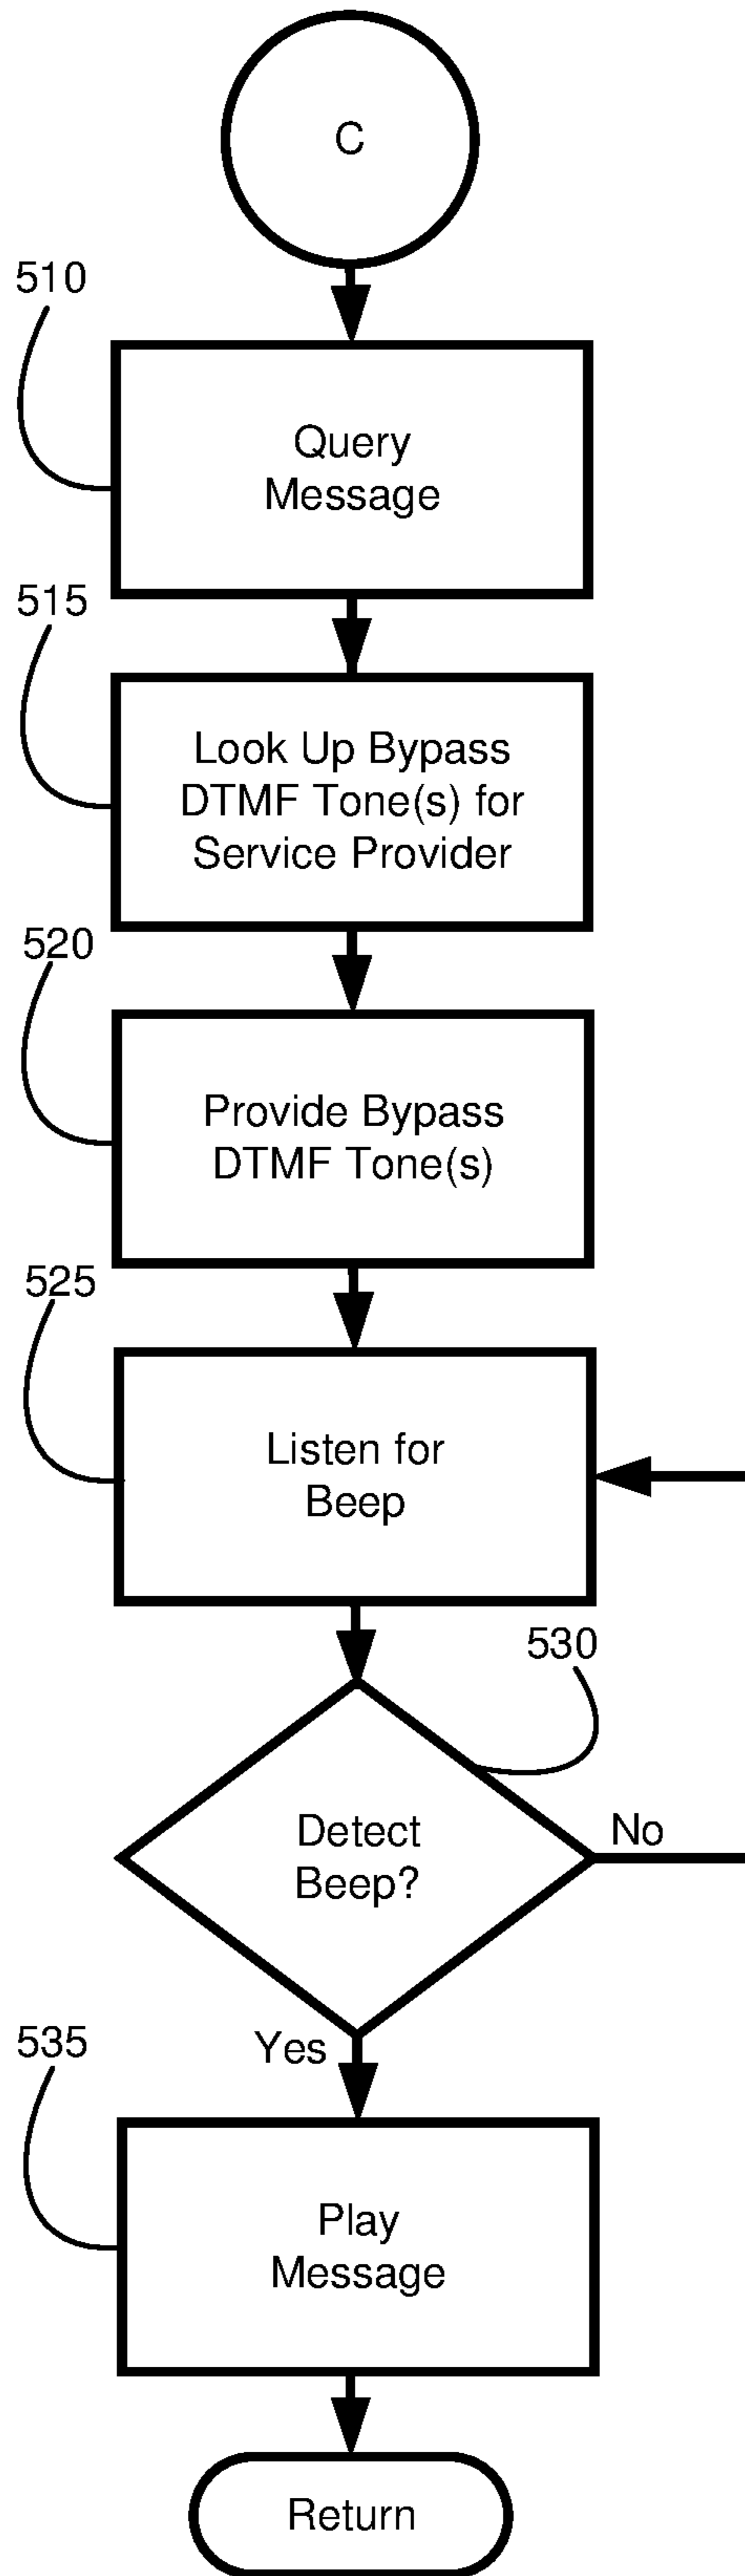 C
510
Query
Message
515
Look Up Bypass
DTMF Tone(s) for
Service Provider
520
Provide Bypass
DTMF Tone(s)
525
Listen for
Beep
530
Detect
Beep?
No
Yes
535
Play
Message
Return